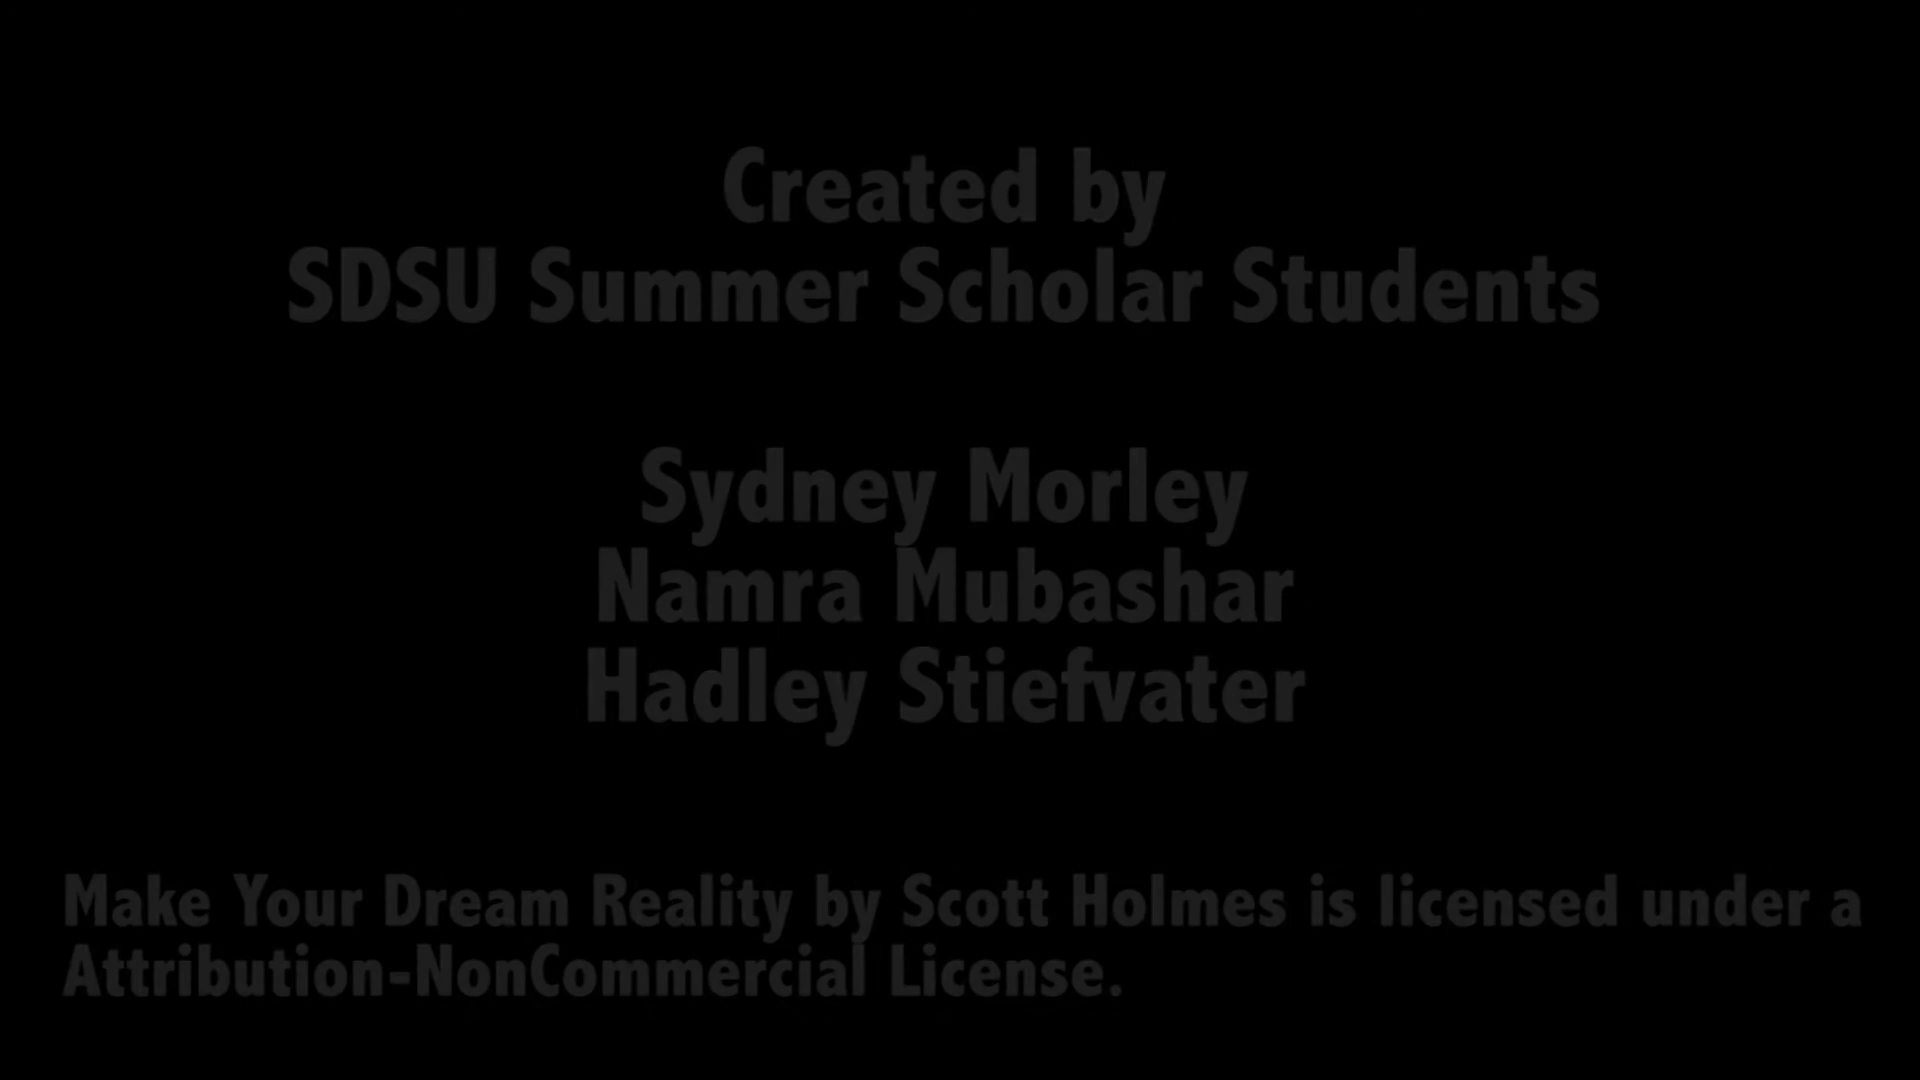 Created by
SDSU Summer Scholar Students
Sydney Morley
Namra Mubashar
Hadley Stiefvater
Make Your Dream Reality by Scott Holmes is licensed under a
Attribution-NonCommercial License.